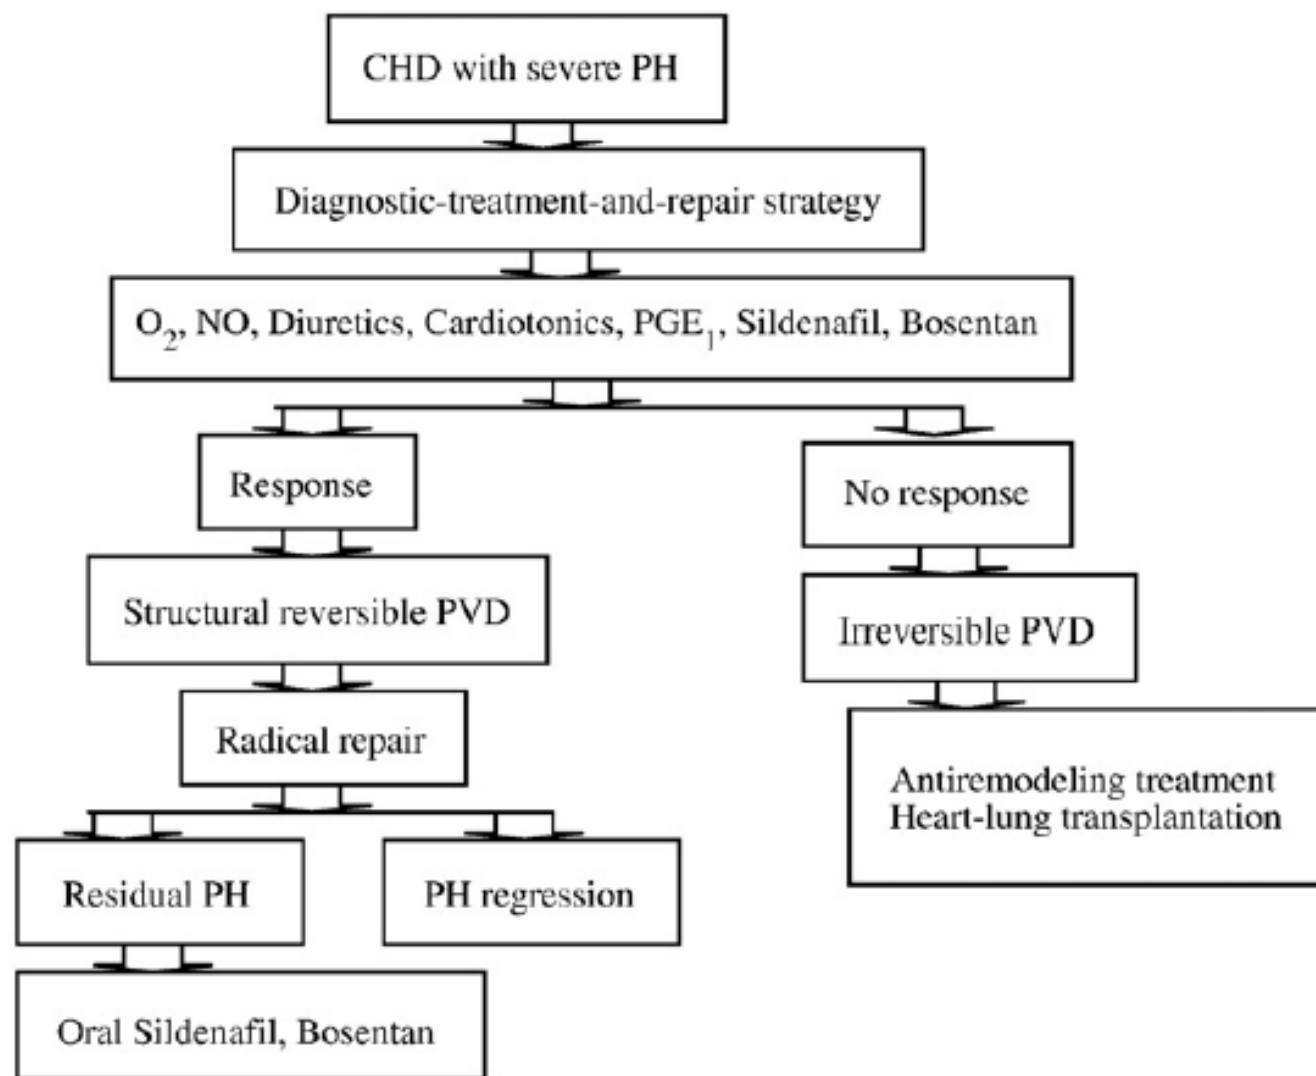 CHD with severe PH
Diagnostic-treatment-and-repair strategy
O₂, NO, Diuretics, Cardiotonics, PGE₁, Sildenafil, Bosentan
Response
No response
Structural reversible PVD
Irreversible PVD
Radical repair
Antiremodeling treatment
Heart-lung transplantation
Residual PH
PH regression
Oral Sildenafil, Bosentan